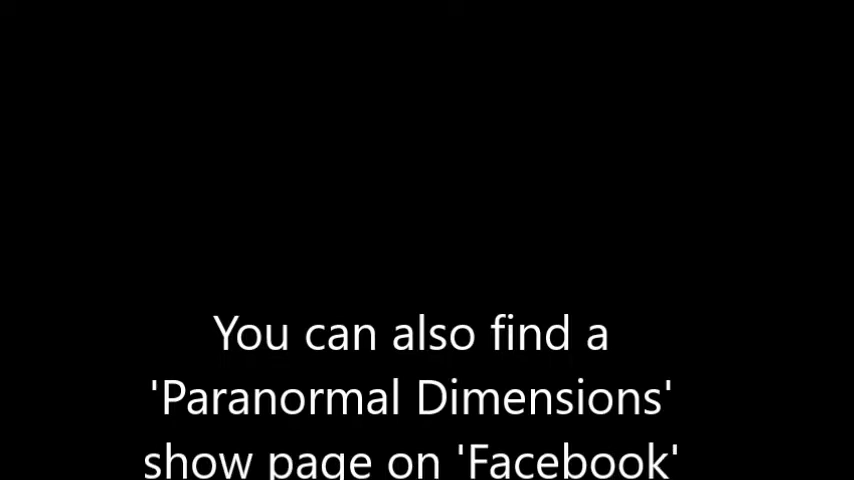 You can also find a
'Paranormal Dimensions'
show page on 'Facebook'